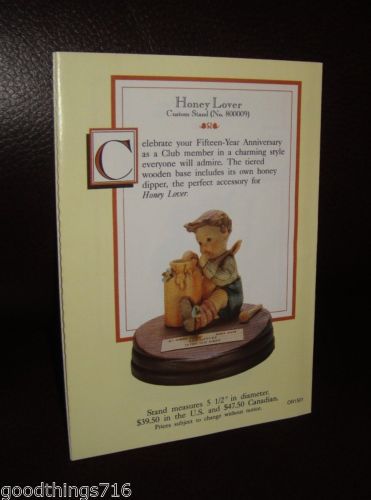 Honey Lover
Custom Stand (No. 800009)
Celebrate your Fifteen-Year Anniversary
as a Club member in a charming style
everyone will admire. The tiered
wooden base includes its own honey
dipper, the perfect accessory for
Honey Lover.
Stand measures 5 1/2" in diameter.
$39.50 in the U.S. and $47.50 Canadian.
Prices subject to change without notice.
goodthings716